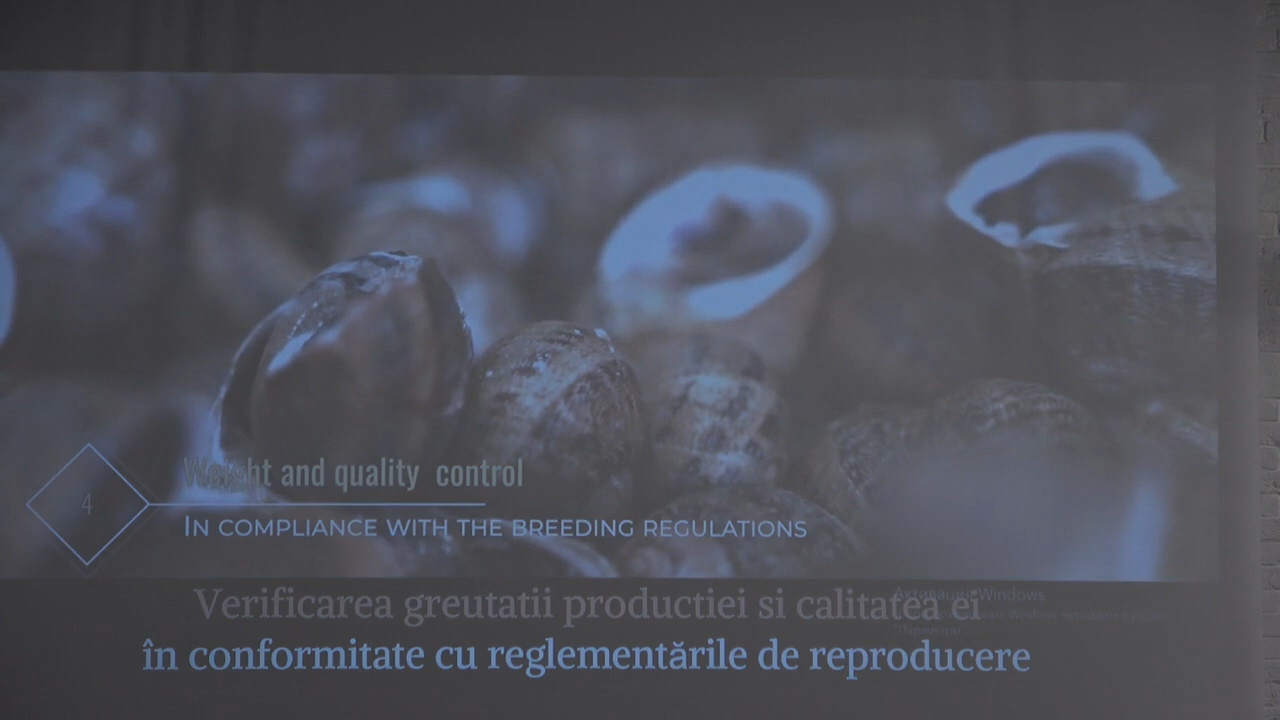 Weight and quality control
4
IN COMPLIANCE WITH THE BREEDING REGULATIONS
Verificarea greutatii productiei si calitatea ei
Активация Windows
în conformitate cu reglementările de reproducere